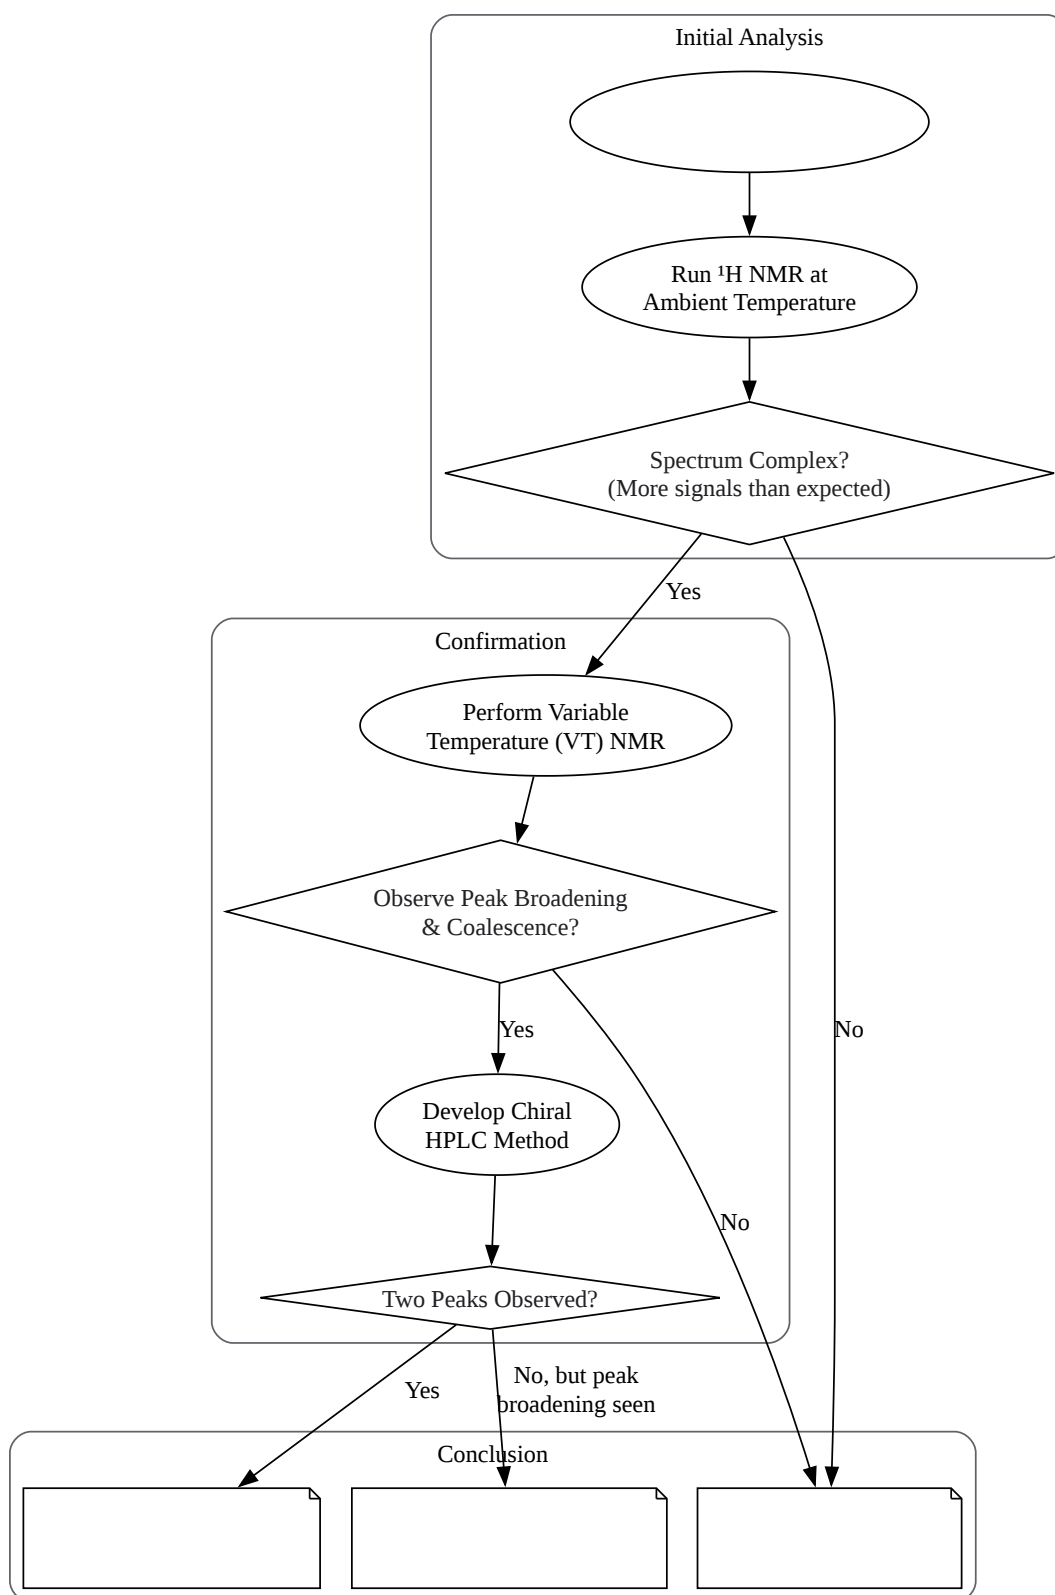 Initial Analysis
Run ¹H NMR at
Ambient Temperature
Spectrum Complex?
(More signals than expected)
Yes
Confirmation
Perform Variable
Temperature (VT) NMR
Observe Peak Broadening
& Coalescence?
Yes
No
Develop Chiral
HPLC Method
No
Two Peaks Observed?
Yes
No, but peak
broadening seen
Conclusion